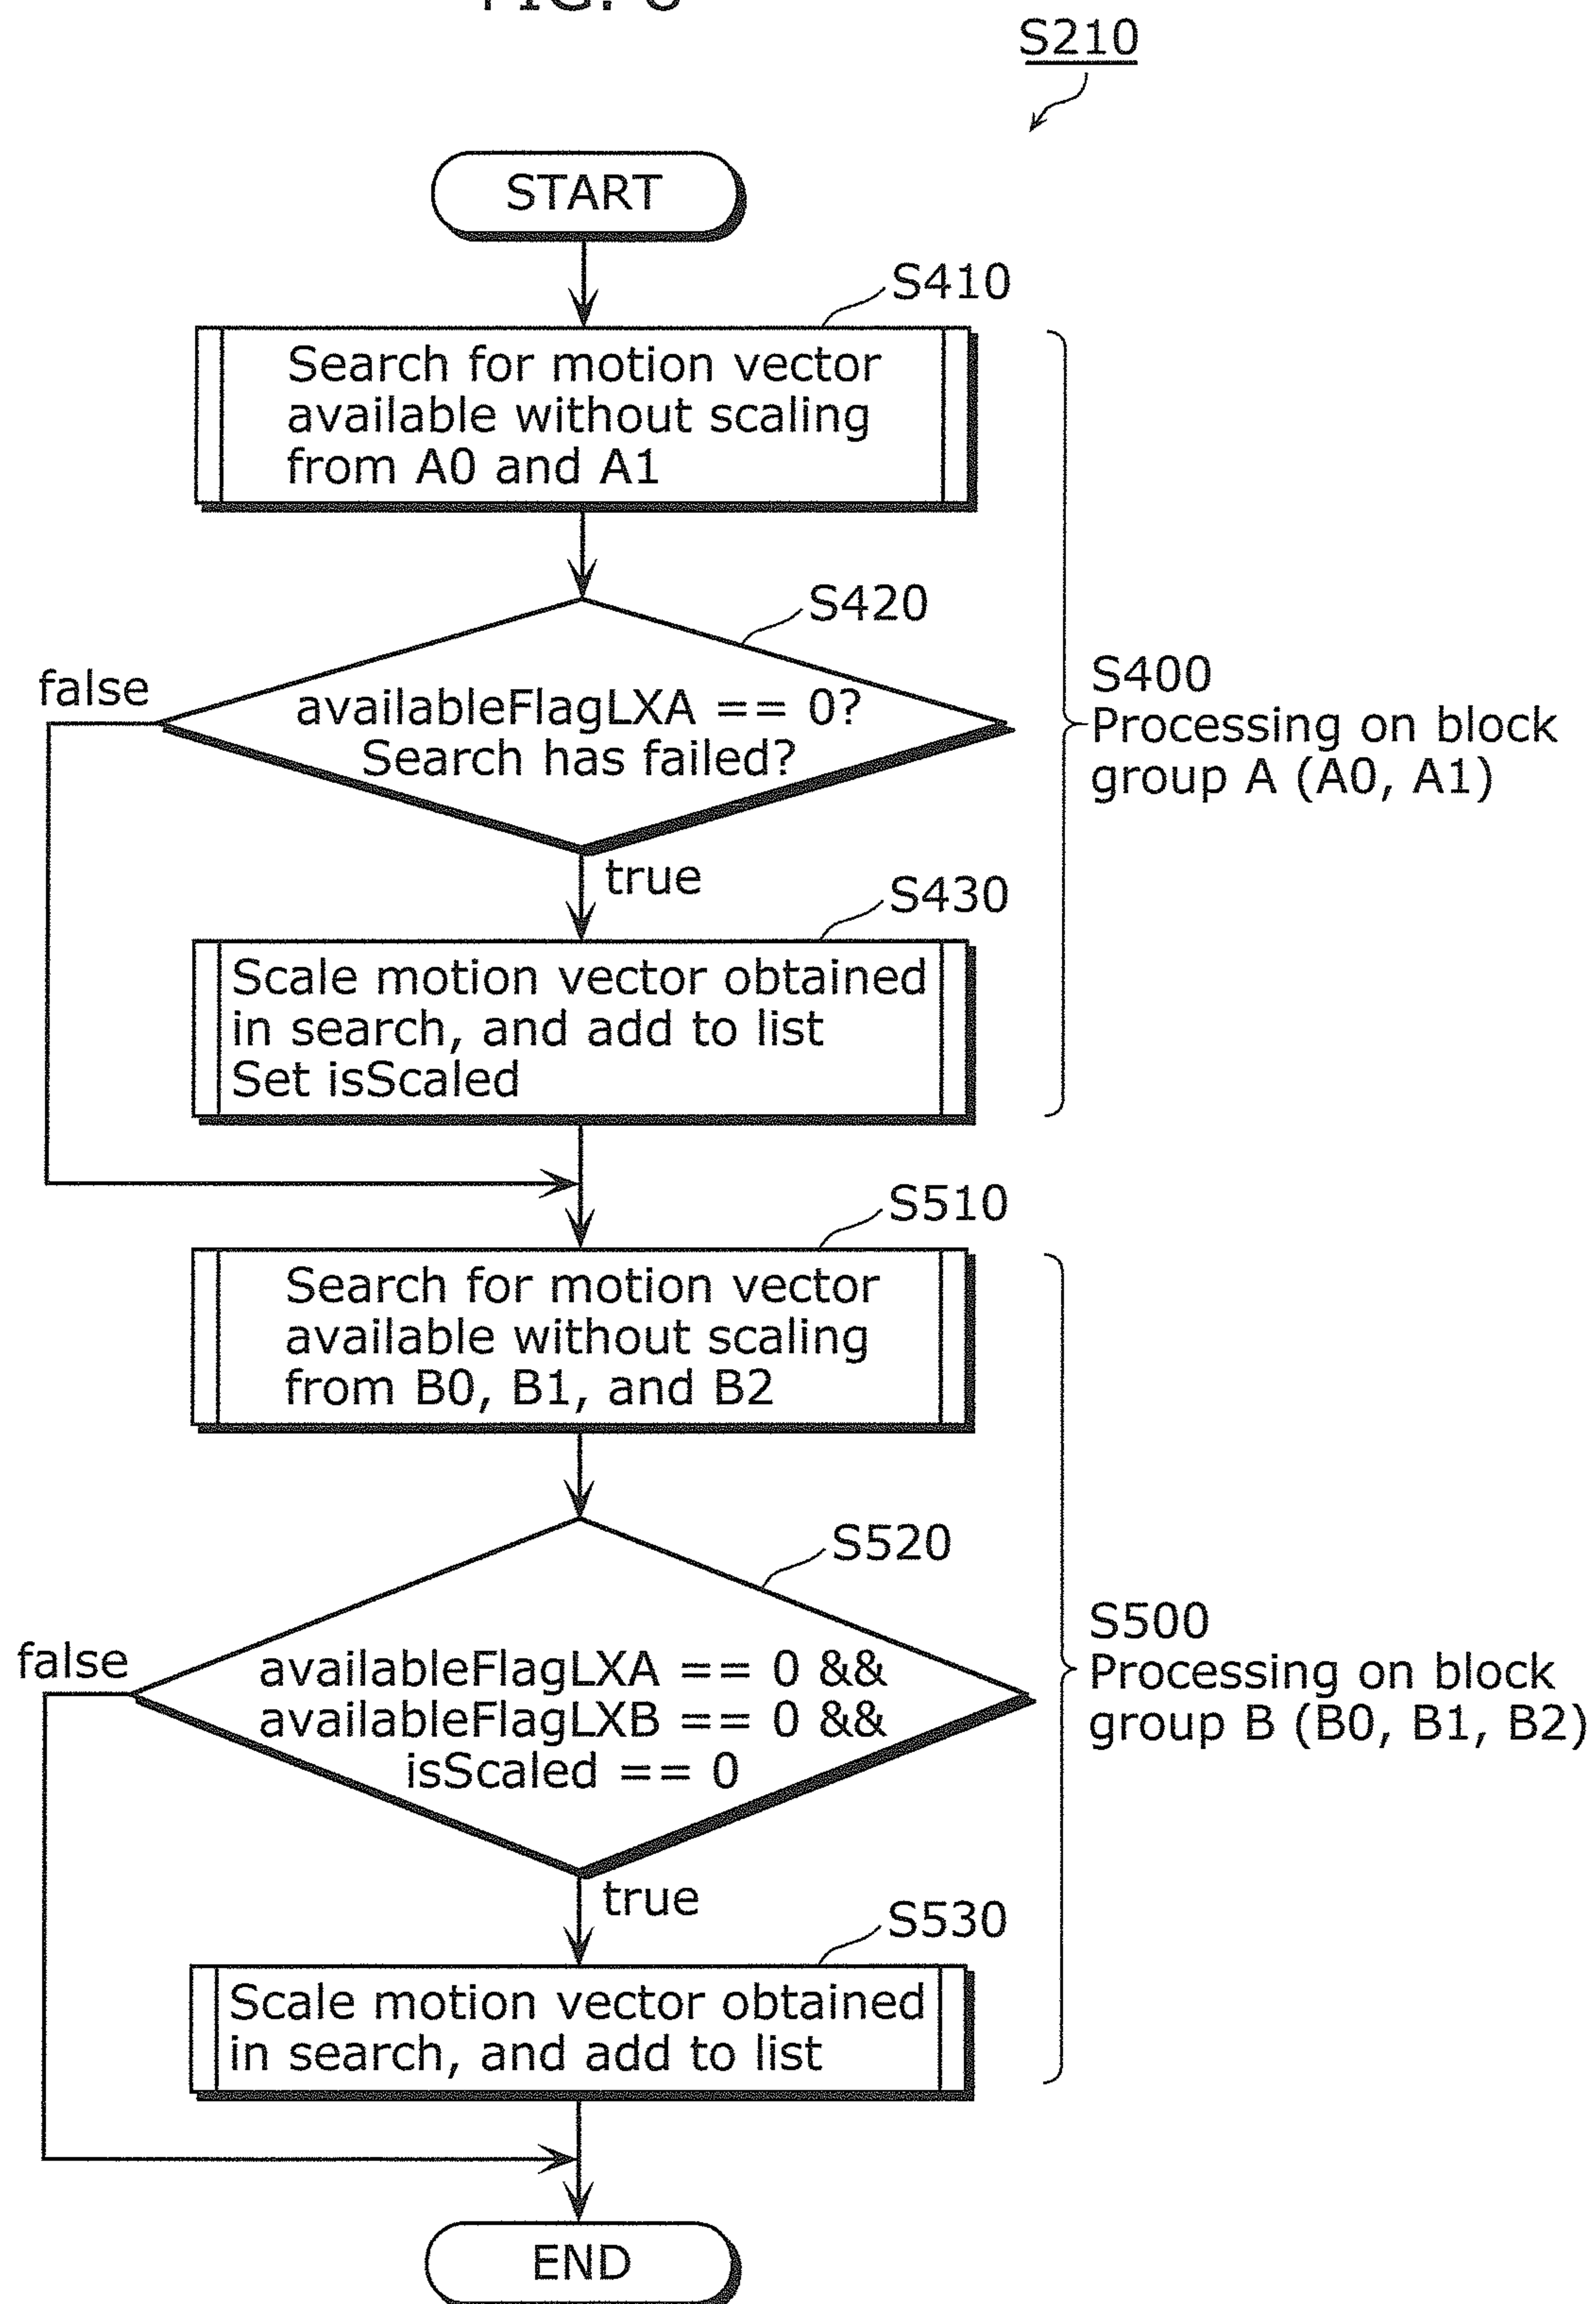 S210
START
S410
Search for motion vector
available without scaling
from A0 and A1
S420
false
availableFlagLXA == 0?
Search has failed?
S400
Processing on block
group A (A0, A1)
true
S430
Scale motion vector obtained
in search, and add to list
Set isScaled
S510
Search for motion vector
available without scaling
from B0, B1, and B2
S520
false
availableFlagLXA == 0 &&
availableFlagLXB == 0 &&
isScaled == 0
S500
Processing on block
group B (B0, B1, B2)
true
S530
Scale motion vector obtained
in search, and add to list
END